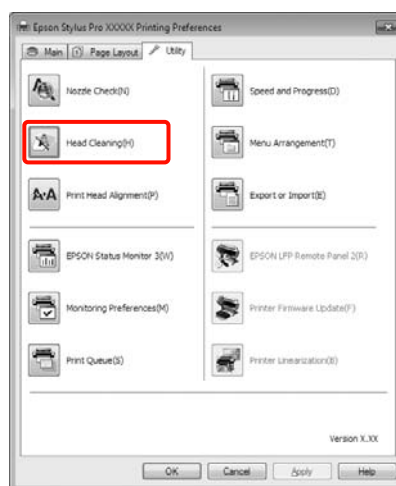 Epson Stylus Pro XXXXX Printing Preferences
Main
Page Layout
Utility
Nozzle Check(N)
Speed and Progress(D)
Head Cleaning(H)
Menu Arrangement(T)
A·A
Print Head Alignment(P)
Export or Import(E)
EPSON Status Monitor 3(W)
EPSON LFP Remote Panel 2(R)
Monitoring Preferences(M)
Printer Firmware Update(F)
Print Queue(S)
Printer Linearization(B)
Version X.XX
OK
Cancel
Apply
Help